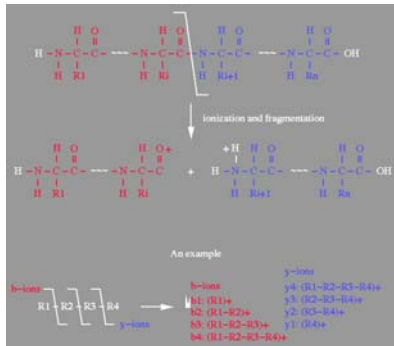 H O H O H O H O
H - N - C - C - ~~~ - N - C - C - N - C - C - ~~~ - N - C - C - OH
H R1 H Ri H Ri+1 H Rn
ionization and fragmentation
H O H O+ +H H O H O
H - N - C - C - ~~~ - N - C - C + H - N - C - C - ~~~ - N - C - C - OH
H R1 H Ri H Ri+1 H Rn
An example
b-ions
R1 - R2 - R3 - R4
y-ions
b-ions
b1: (R1)+
b2: (R1-R2)+
b3: (R1-R2-R3)+
b4: (R1-R2-R3-R4)+
y-ions
y4: (R1-R2-R3-R4)+
y3: (R2-R3-R4)+
y2: (R3-R4)+
y1: (R4)+